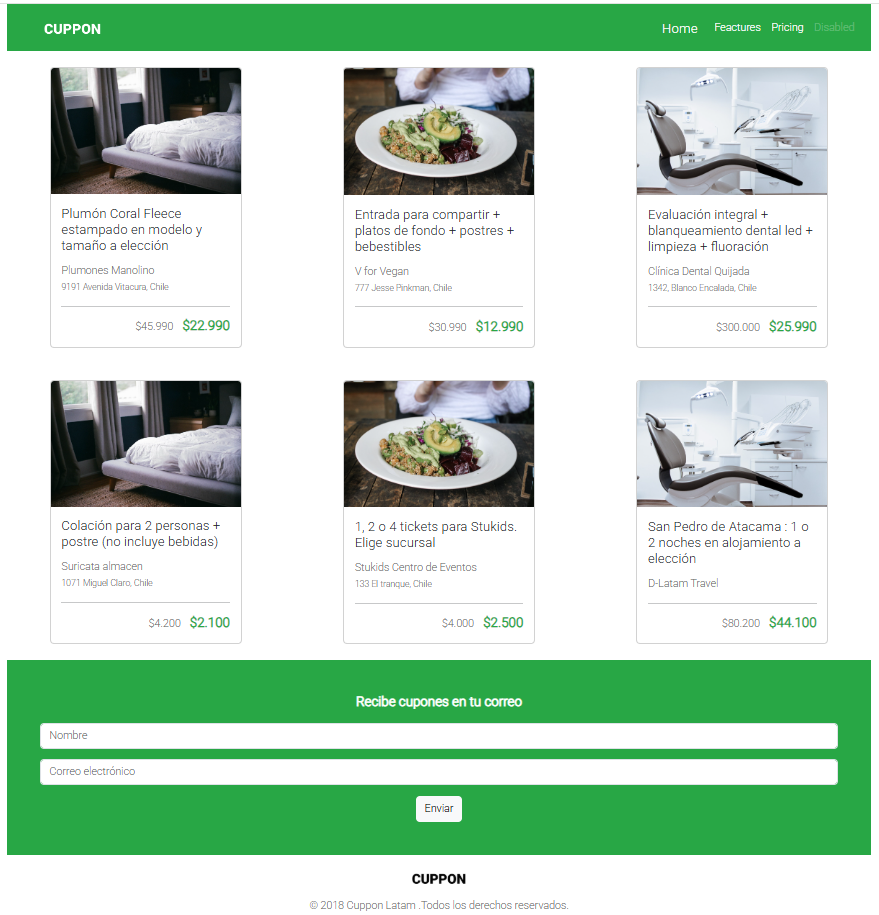 CUPPON
Home Feactures Pricing Disabled
Plumón Coral Fleece
estampado en modelo y
tamaño a elección
Plumones Manolino
9191 Avenida Vitacura, Chile
$45.990 $22.990
Entrada para compartir +
platos de fondo + postres +
bebestibles
V for Vegan
777 Jesse Pinkman, Chile
$30.990 $12.990
Evaluación integral +
blanqueamiento dental led +
limpieza + fluoración
Clínica Dental Quijada
1342, Blanco Encalada, Chile
$300.000 $25.990
Colación para 2 personas +
postre (no incluye bebidas)
Suricata almacen
1071 Miguel Claro, Chile
$4.200 $2.100
1, 2 o 4 tickets para Stukids.
Elige sucursal
Stukids Centro de Eventos
133 El tranque, Chile
$4.000 $2.500
San Pedro de Atacama : 1 o
2 noches en alojamiento a
elección
D-Latam Travel
$80.200 $44.100
Recibe cupones en tu correo
Nombre
Correo electrónico
Enviar
CUPPON
© 2018 Cuppon Latam .Todos los derechos reservados.